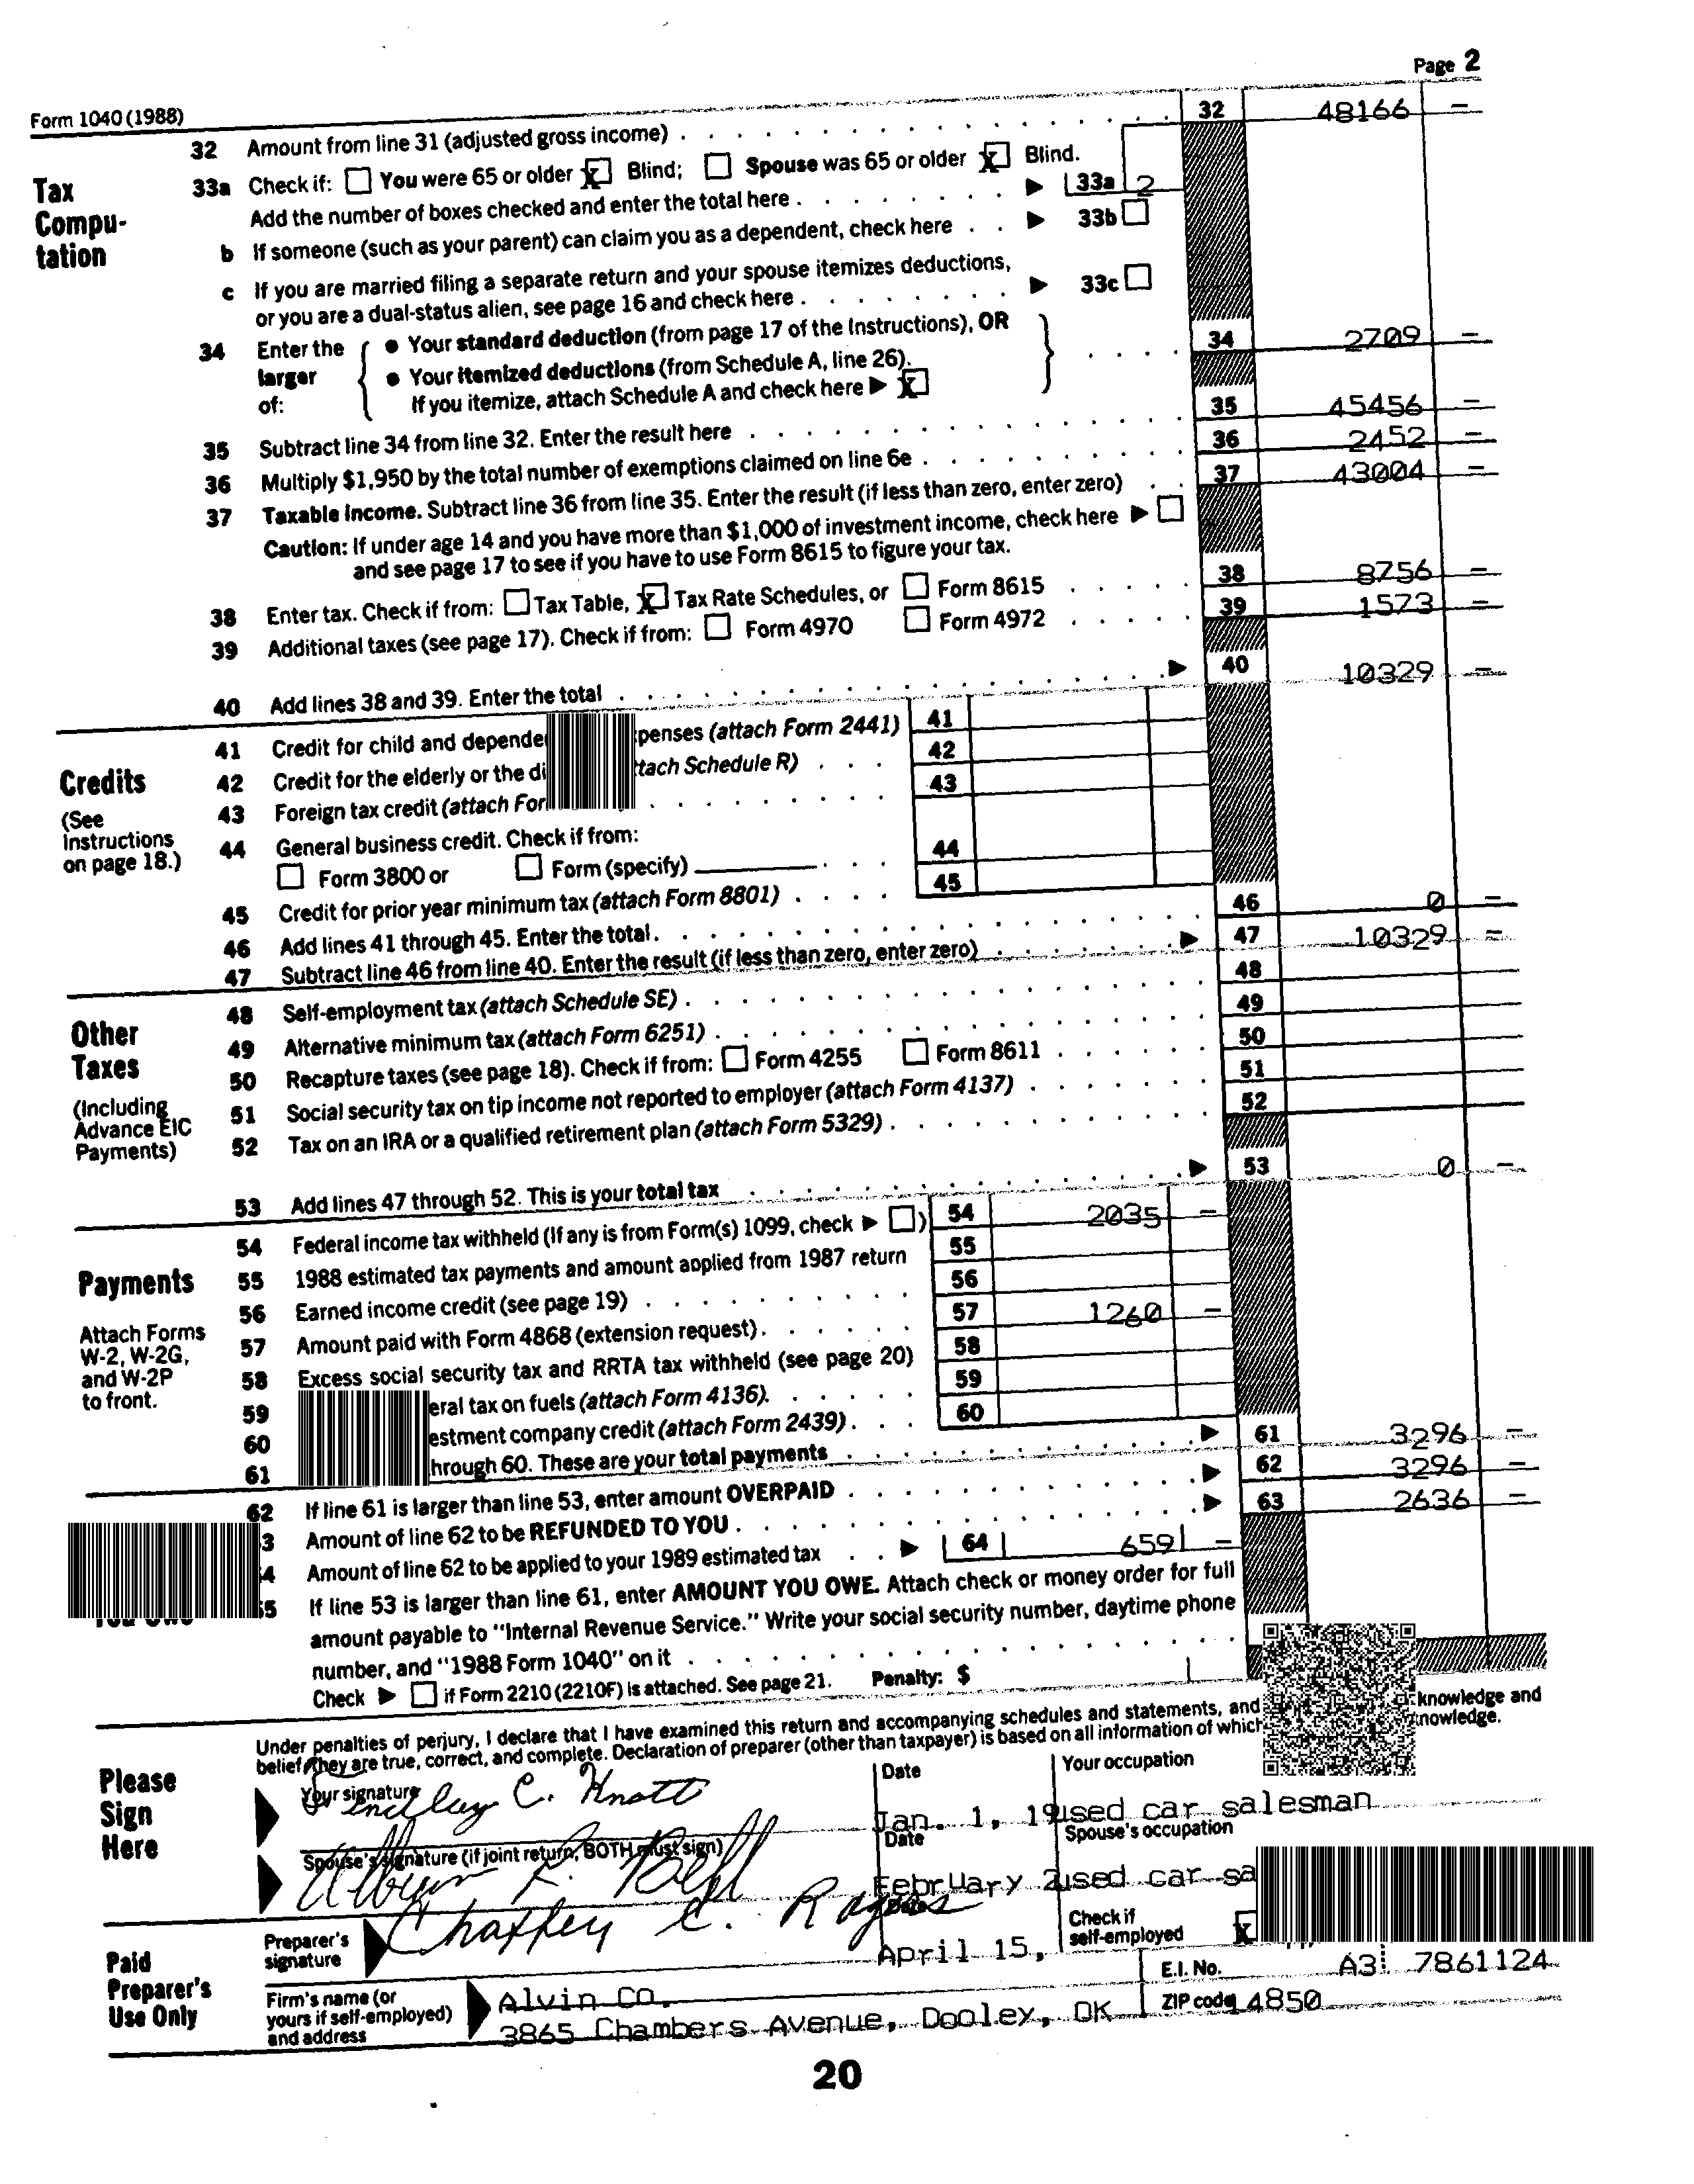 Page 2
Form 1040 (1988)
32 Amount from line 31 (adjusted gross income) 32 48166 –
Tax Compu- tation
33a Check if: You were 65 or older X Blind; Spouse was 65 or older X Blind.
Add the number of boxes checked and enter the total here ▶ 33a 2
b If someone (such as your parent) can claim you as a dependent, check here ▶ 33b
c If you are married filing a separate return and your spouse itemizes deductions,
or you are a dual-status alien, see page 16 and check here ▶ 33c
34 Enter the larger of:
• Your standard deduction (from page 17 of the Instructions), OR 34 2709 –
• Your itemized deductions (from Schedule A, line 26).
If you itemize, attach Schedule A and check here ▶ X
35 Subtract line 34 from line 32. Enter the result here 35 45456 –
36 Multiply $1,950 by the total number of exemptions claimed on line 6e 36 2452 –
37 Taxable income. Subtract line 36 from line 35. Enter the result (if less than zero, enter zero) 37 43004 –
Caution: If under age 14 and you have more than $1,000 of investment income, check here ▶
and see page 17 to see if you have to use Form 8615 to figure your tax.
38 Enter tax. Check if from: Tax Table, X Tax Rate Schedules, or Form 8615 38 8756 –
39 Additional taxes (see page 17). Check if from: Form 4970 Form 4972 39 1573 –
40 Add lines 38 and 39. Enter the total ▶ 40 10329 –
Credits
(See Instructions on page 18.)
41 Credit for child and depende penses (attach Form 2441) 41
42 Credit for the elderly or the di ttach Schedule R) 42
43 Foreign tax credit (attach For 43
44 General business credit. Check if from:
Form 3800 or Form (specify) 44
45 Credit for prior year minimum tax (attach Form 8801) 45
46 Add lines 41 through 45. Enter the total 46 0 –
47 Subtract line 46 from line 40. Enter the result (if less than zero, enter zero) ▶ 47 10329 –
Other Taxes
(Including Advance EIC Payments)
48 Self-employment tax (attach Schedule SE) 48
49 Alternative minimum tax (attach Form 6251) 49
50 Recapture taxes (see page 18). Check if from: Form 4255 Form 8611 50
51 Social security tax on tip income not reported to employer (attach Form 4137) 51
52 Tax on an IRA or a qualified retirement plan (attach Form 5329) 52
53 Add lines 47 through 52. This is your total tax ▶ 53 0 –
Payments
Attach Forms W-2, W-2G, and W-2P to front.
54 Federal income tax withheld (If any is from Form(s) 1099, check ▶ ) 54 2035 –
55 1988 estimated tax payments and amount applied from 1987 return 55
56 Earned income credit (see page 19) 56
57 Amount paid with Form 4868 (extension request) 57 1260 –
58 Excess social security tax and RRTA tax withheld (see page 20) 58
59 eral tax on fuels (attach Form 4136). 59
60 estment company credit (attach Form 2439) 60
61 hrough 60. These are your total payments ▶ 61 3296 –
62 If line 61 is larger than line 53, enter amount OVERPAID ▶ 62 3296 –
3 Amount of line 62 to be REFUNDED TO YOU ▶ 63 2636 –
4 Amount of line 62 to be applied to your 1989 estimated tax ▶ 64 659 –
5 If line 53 is larger than line 61, enter AMOUNT YOU OWE. Attach check or money order for full
amount payable to "Internal Revenue Service." Write your social security number, daytime phone
number, and "1988 Form 1040" on it
Check ▶ if Form 2210 (2210F) is attached. See page 21. Penalty: $
Under penalties of perjury, I declare that I have examined this return and accompanying schedules and statements, and knowledge and
belief, they are true, correct, and complete. Declaration of preparer (other than taxpayer) is based on all information of which knowledge.
Please Sign Here
Your signature C. Knott
Date Jan. 1, 19
Your occupation used car salesman
Spouse's signature (if joint return, BOTH must sign)
Date February 2
Spouse's occupation used car sa
Paid Preparer's Use Only
Preparer's signature Chaffey C. Rogers
Date April 15,
Check if self-employed X
Firm's name (or yours if self-employed) and address
Alvin CO.
3865 Chambers Avenue, Dooley, OK
E.I. No. A3 7861124
ZIP code 14850
20